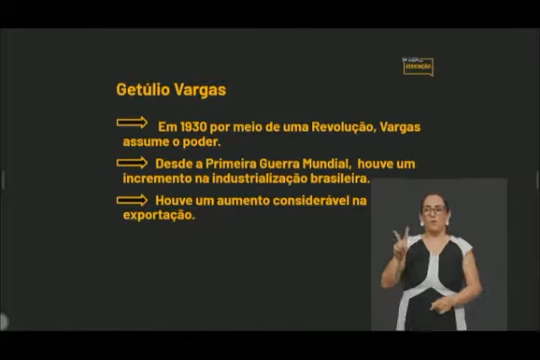 EDUCAÇÃO
Getúlio Vargas
Em 1930 por meio de uma Revolução, Vargas
assume o poder.
Desde a Primeira Guerra Mundial, houve um
incremento na industrialização brasileira.
Houve um aumento considerável na
exportação.